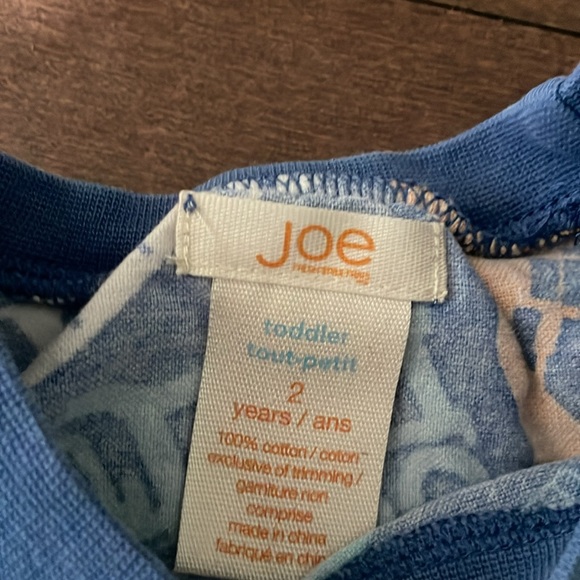 Joe
toddler
tout-petit
2
years / ans
100% cotton / coton
exclusive of trimming /
garniture non
comprise
made in china
fabriqué en chin